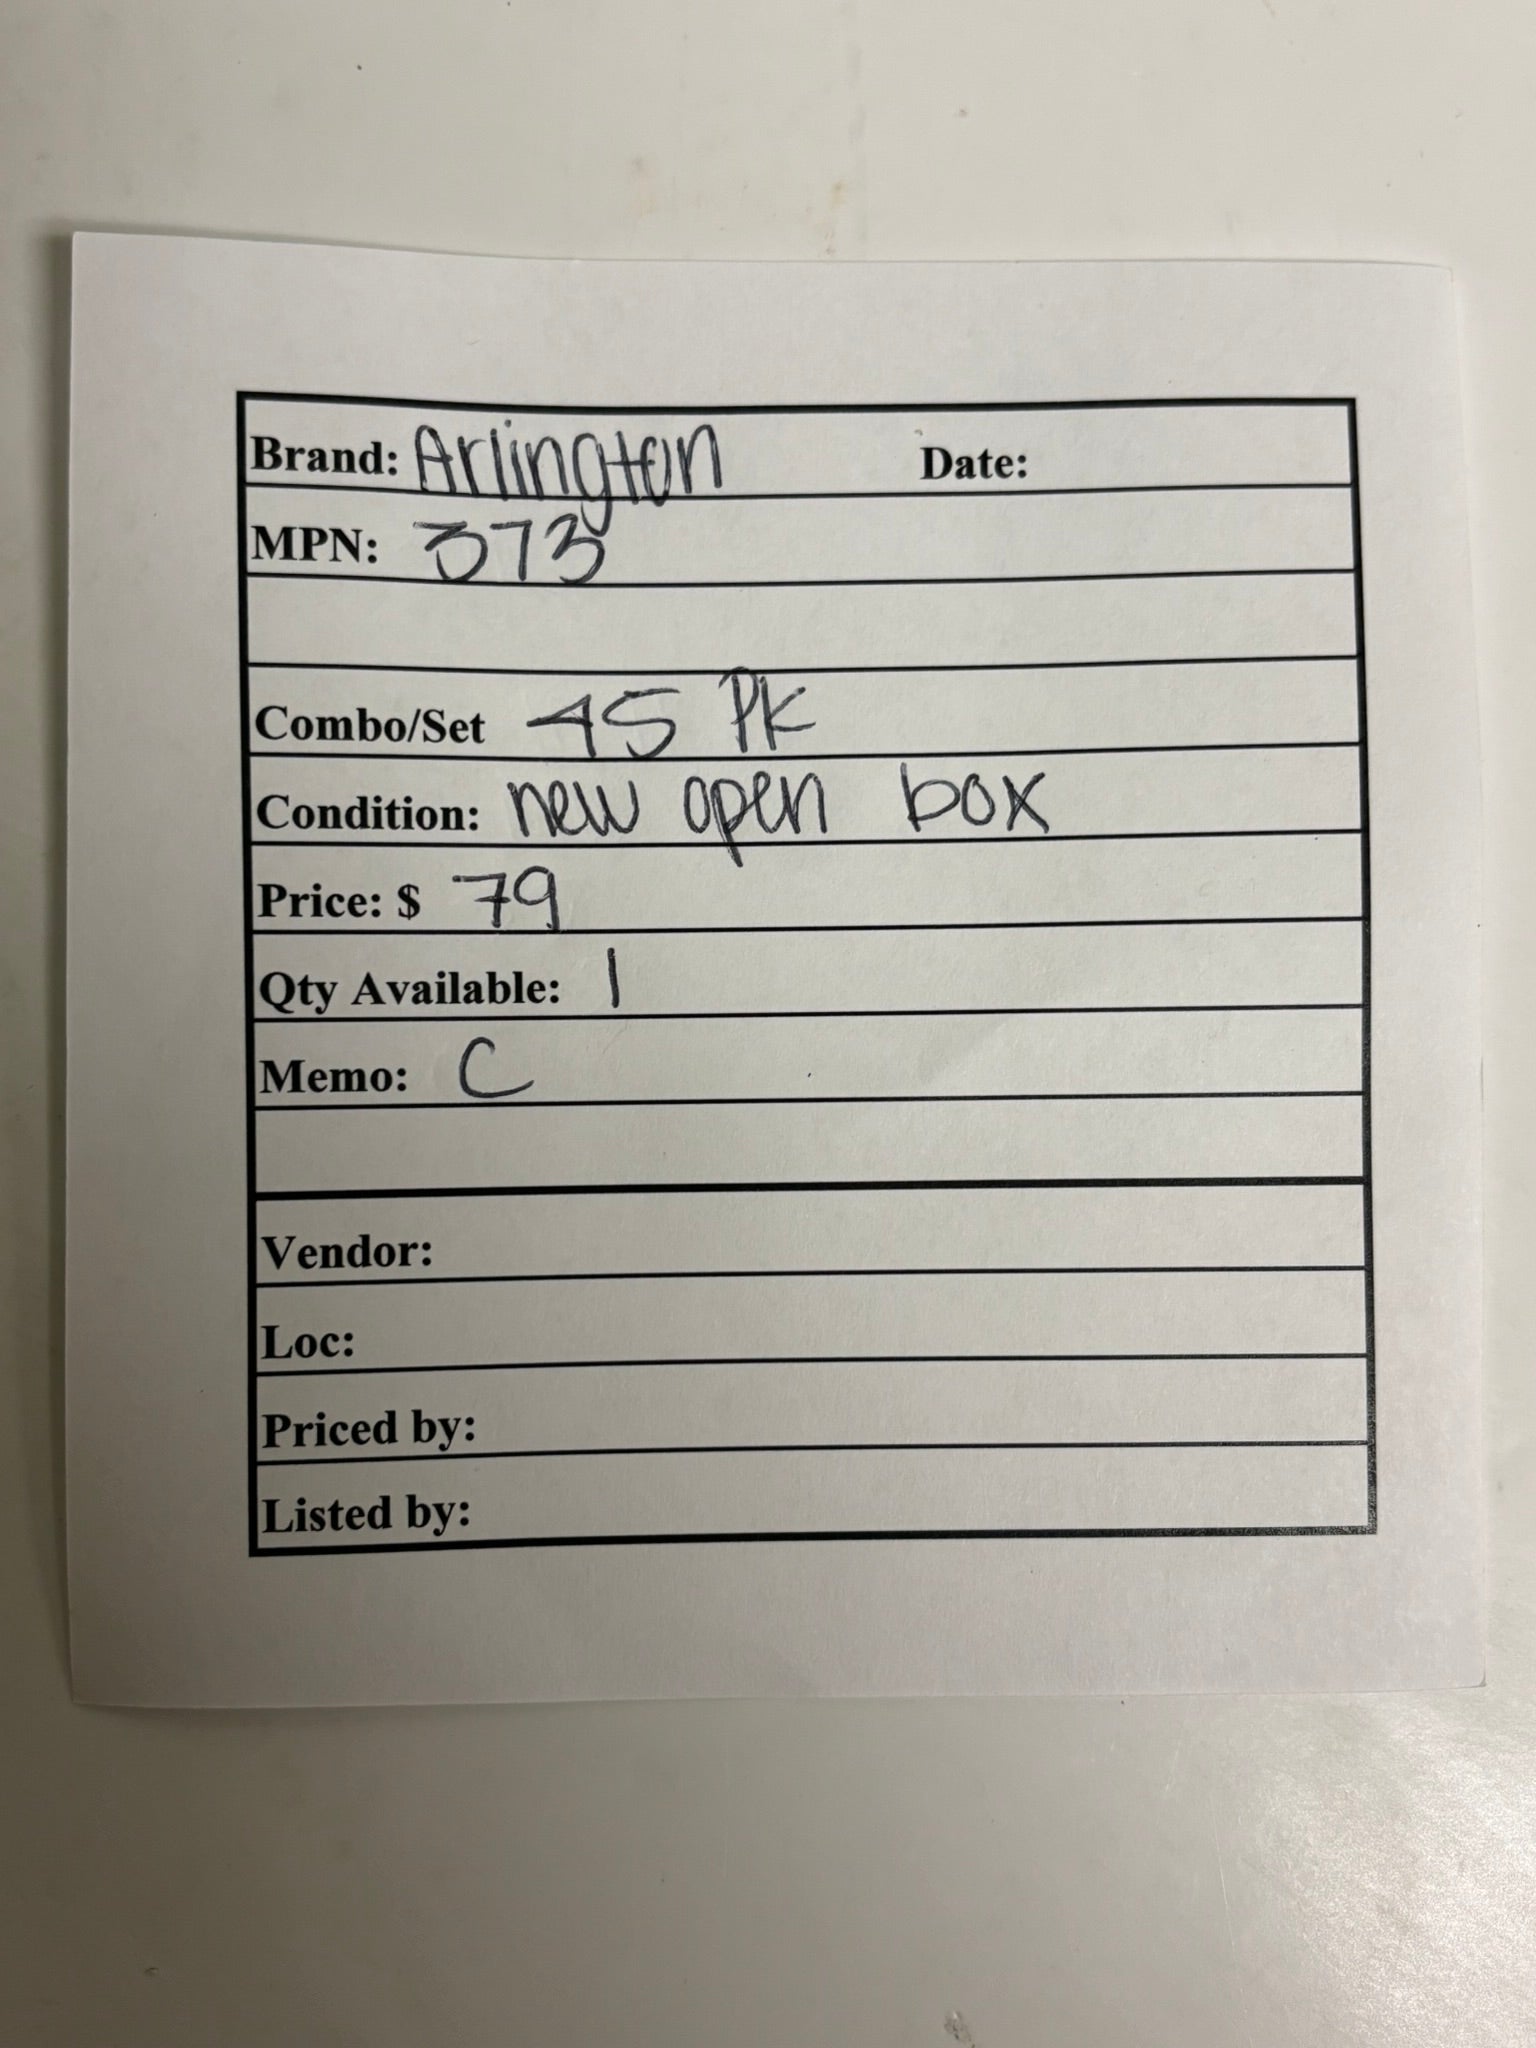 Brand: Arlington Date:
MPN: 373
Combo/Set 45 PK
Condition: new open box
Price: $ 79
Qty Available: 1
Memo: C
Vendor:
Loc:
Priced by:
Listed by: